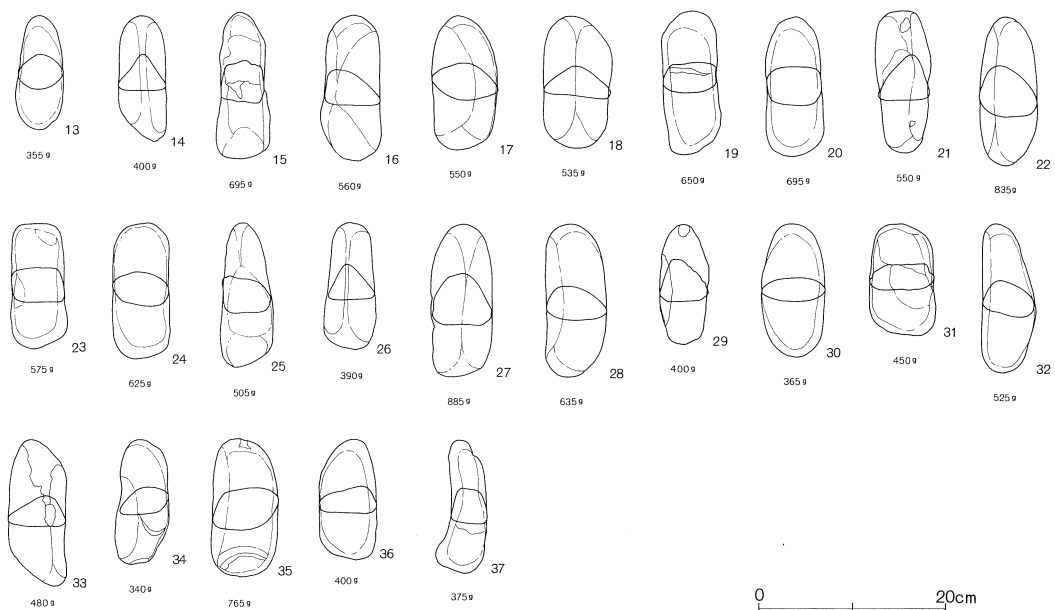 13 14 15 16 17 18 19 20 21 22
355g 400g 695g 560g 550g 535g 650g 695g 550g 835g
23 24 25 26 27 28 29 30 31 32
575g 625g 505g 390g 885g 635g 400g 365g 450g 525g
33 34 35 36 37
480g 340g 765g 400g 375g
0 20cm